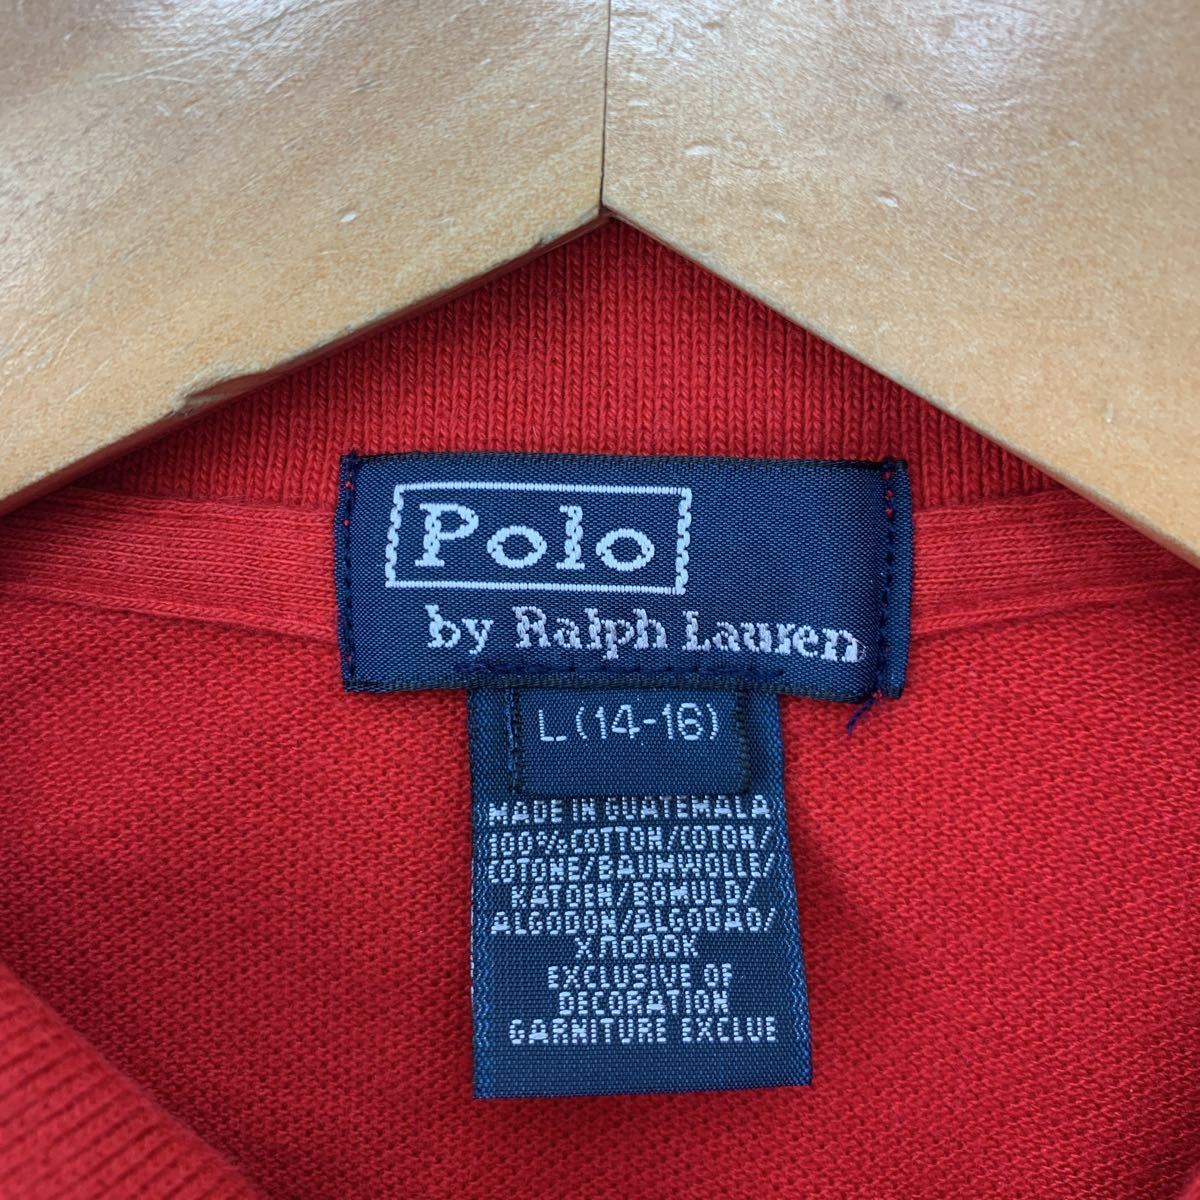 Polo
by Ralph Lauren
L (14-16)
MADE IN GUATEMALA
100% COTTON/COTON/
COTONE/BAUMWOLLE/
KATOEN/BOMULD/
ALGODON/ALGODAO/
ХЛОПОК
EXCLUSIVE OF
DECORATION
GARNITURE EXCLUE